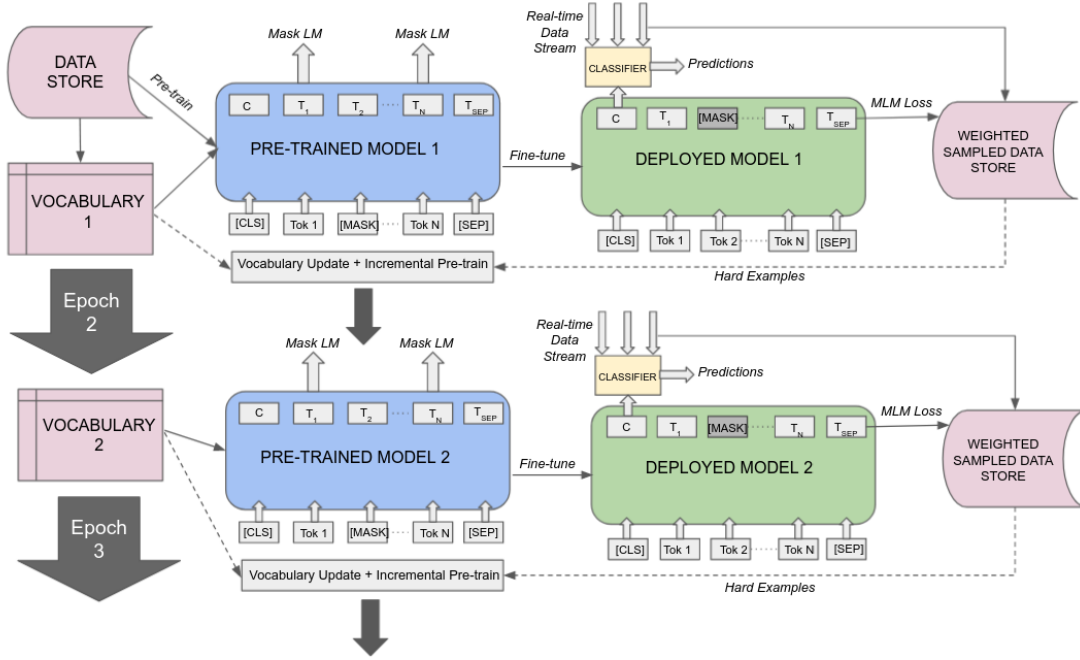 Real-time
Data
Stream
Mask LM
Mask LM
DATA
STORE
Pre-train
CLASSIFIER
Predictions
C
T1
T2
TN
TSEP
PRE-TRAINED MODEL 1
Fine-tune
C
T1
[MASK]
TN
TSEP
DEPLOYED MODEL 1
MLM Loss
WEIGHTED
SAMPLED DATA
STORE
VOCABULARY
1
[CLS]
Tok 1
[MASK]
Tok N
[SEP]
[CLS]
Tok 1
Tok 2
Tok N
[SEP]
Vocabulary Update + Incremental Pre-train
Hard Examples
Epoch
2
Mask LM
Mask LM
Real-time
Data
Stream
CLASSIFIER
Predictions
VOCABULARY
2
C
T1
T2
TN
TSEP
PRE-TRAINED MODEL 2
Fine-tune
C
T1
[MASK]
TN
TSEP
DEPLOYED MODEL 2
MLM Loss
WEIGHTED
SAMPLED DATA
STORE
Epoch
3
[CLS]
Tok 1
[MASK]
Tok N
[SEP]
[CLS]
Tok 1
Tok 2
Tok N
[SEP]
Vocabulary Update + Incremental Pre-train
Hard Examples